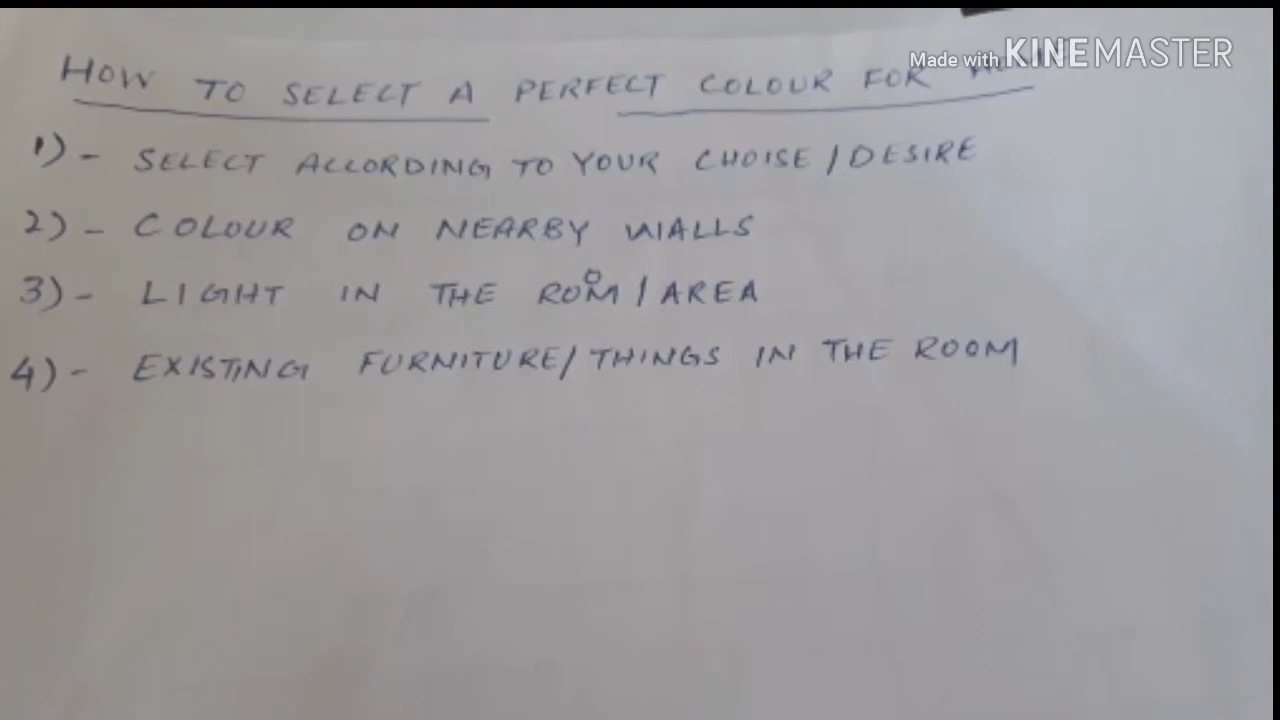 Made with KINEMASTER
HOW TO SELECT A PERFECT COLOUR FOR
1) - SELECT ACCORDING TO YOUR CHOISE / DESIRE
2) - COLOUR ON NEARBY WALLS
3) - LIGHT IN THE ROOM / AREA
4) - EXISTING FURNITURE / THINGS IN THE ROOM